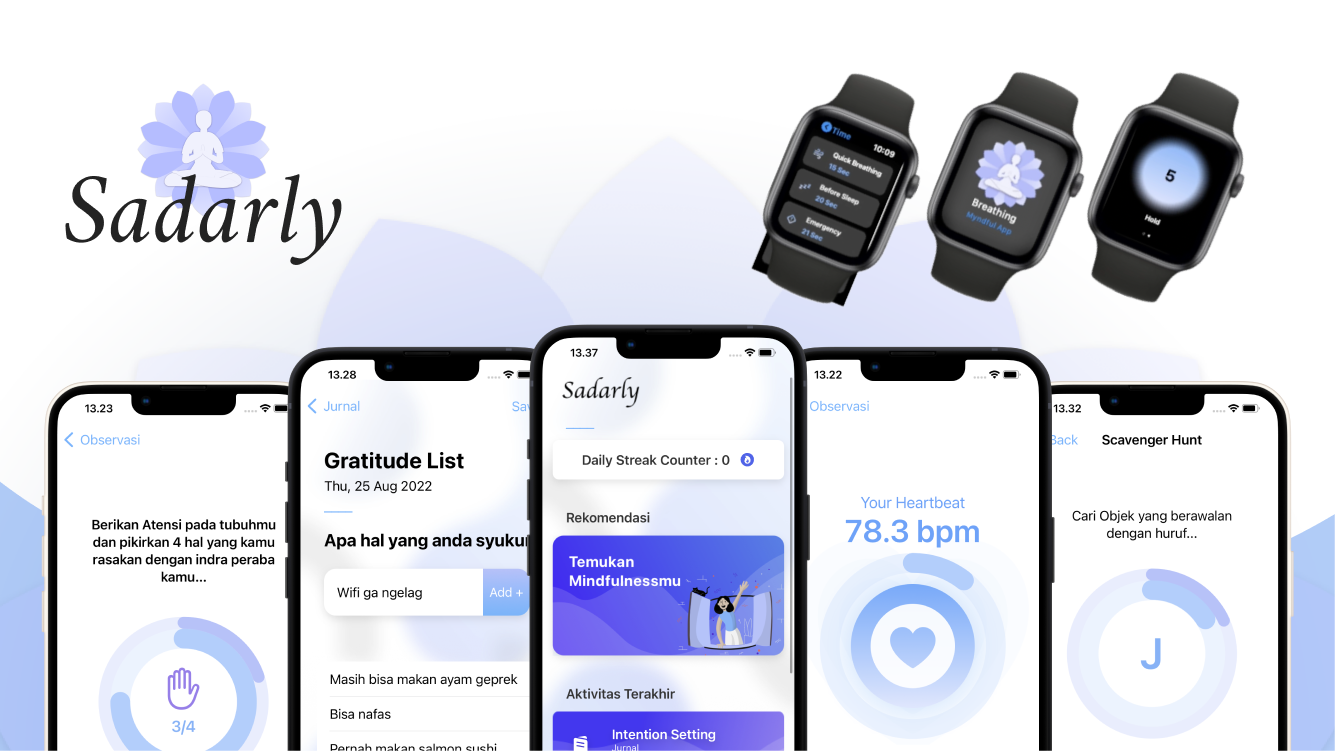 Sadarly
Time
10:09
Quick Breathing
15 Sec
Before Sleep
20 Sec
Emergency
21 Sec
Breathing
Myndful App
5
Hold
13.23
Observasi
Berikan Atensi pada tubuhmu
dan pikirkan 4 hal yang kamu
rasakan dengan indra peraba
kamu...
3/4
13.28
Jurnal
Sav
Gratitude List
Thu, 25 Aug 2022
Apa hal yang anda syukur
Wifi ga ngelag
Add +
Masih bisa makan ayam geprek
Bisa nafas
Pernah makan salmon sushi
13.37
Sadarly
Daily Streak Counter : 0
Rekomendasi
Temukan
Mindfulnessmu
Aktivitas Terakhir
Intention Setting
Jurnal
13.22
Observasi
Your Heartbeat
78.3 bpm
13.32
Back
Scavenger Hunt
Cari Objek yang berawalan
dengan huruf...
J